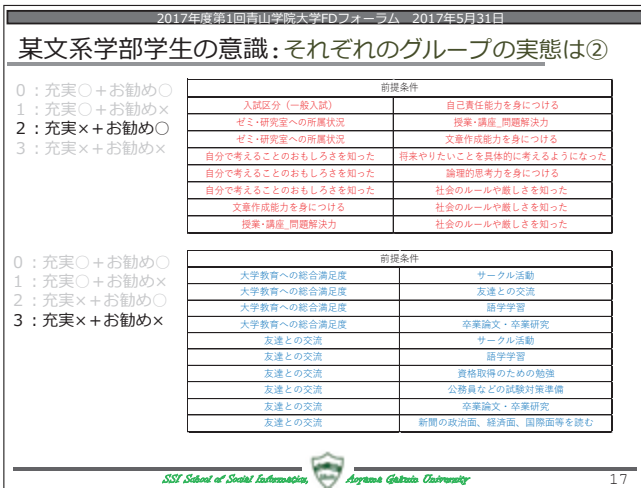 2017年度第1回青山学院大学FDフォーラム　2017年5月31日
某文系学部学生の意識：それぞれのグループの実態は②
0：充実○＋お勧め○
1：充実○＋お勧め×
2：充実×＋お勧め○
3：充実×＋お勧め×
前提条件
入試区分（一般入試） 自己責任能力を身につける
ゼミ・研究室への所属状況 授業・講座_問題解決力
ゼミ・研究室への所属状況 文章作成能力を身につける
自分で考えることのおもしろさを知った 将来やりたいことを具体的に考えるようになった
自分で考えることのおもしろさを知った 論理的思考力を身につける
自分で考えることのおもしろさを知った 社会のルールや厳しさを知った
文章作成能力を身につける 社会のルールや厳しさを知った
授業・講座_問題解決力 社会のルールや厳しさを知った
0：充実○＋お勧め○
1：充実○＋お勧め×
2：充実×＋お勧め○
3：充実×＋お勧め×
前提条件
大学教育への総合満足度 サークル活動
大学教育への総合満足度 友達との交流
大学教育への総合満足度 語学学習
大学教育への総合満足度 卒業論文・卒業研究
友達との交流 サークル活動
友達との交流 語学学習
友達との交流 資格取得のための勉強
友達との交流 公務員などの試験対策準備
友達との交流 卒業論文・卒業研究
友達との交流 新聞の政治面、経済面、国際面等を読む
SSI School of Social Informatics, Aoyama Gakuin University
17